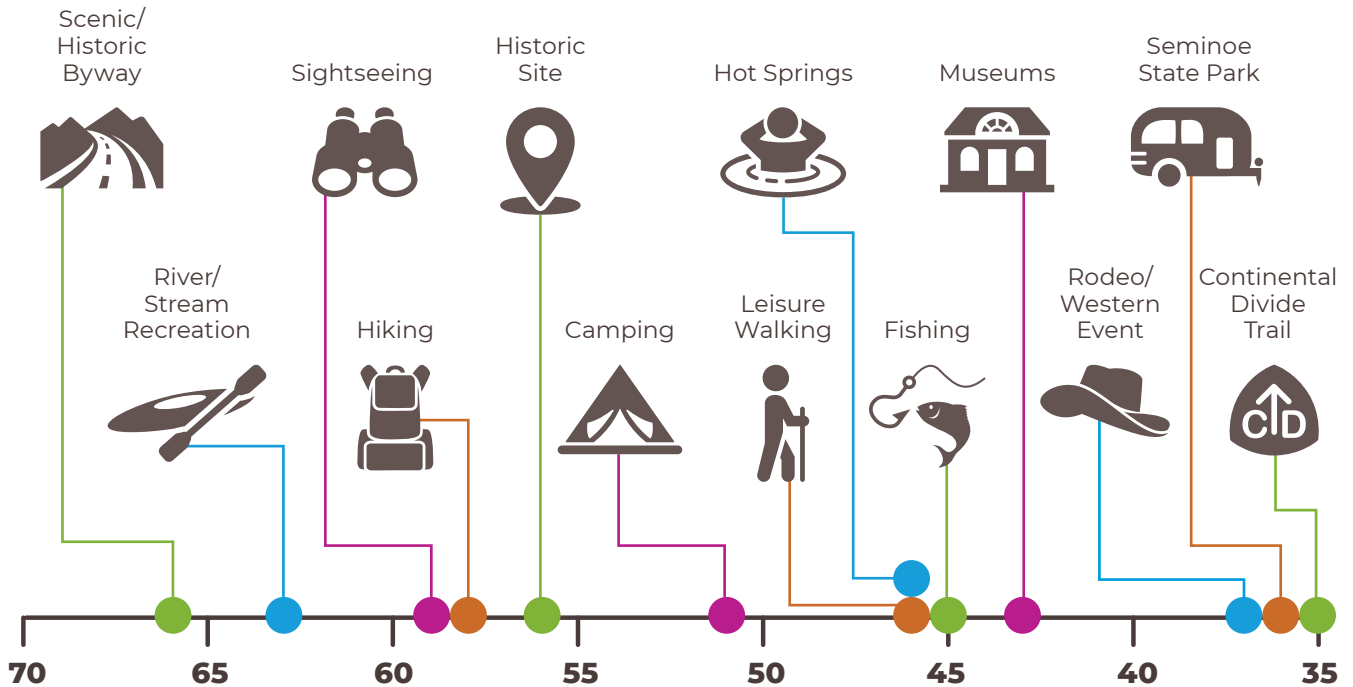 Scenic/
Historic
Byway
Sightseeing
Historic
Site
Hot Springs
Museums
Seminoe
State Park
River/
Stream
Recreation
Hiking
Camping
Leisure
Walking
Fishing
Rodeo/
Western
Event
Continental
Divide
Trail
CD
70
65
60
55
50
45
40
35